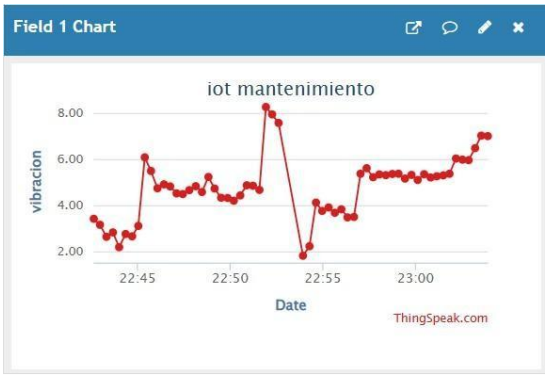 Field 1 Chart
iot mantenimiento
8.00
6.00
4.00
2.00
vibracion
22:45 22:50 22:55 23:00
Date
ThingSpeak.com